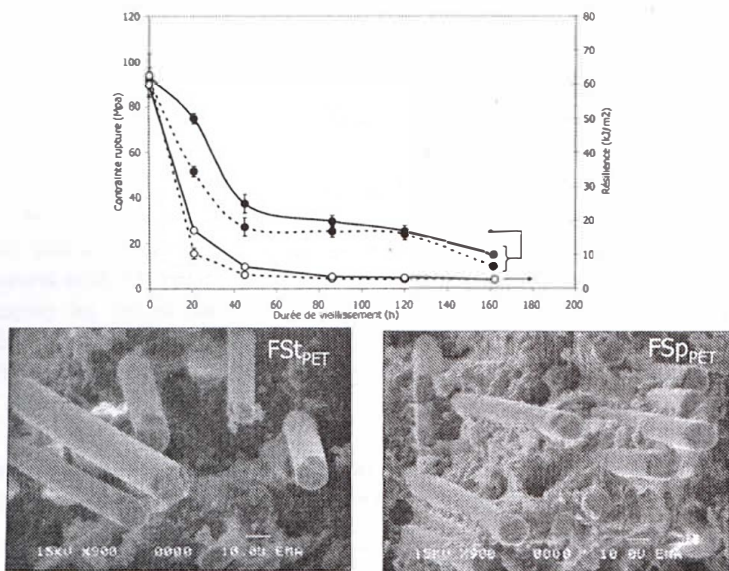 120
100
80
60
40
20
0
Contrainte rupture (Mpa)
80
70
60
50
40
30
20
10
0
Résilience (kJ/m2)
0 20 40 60 80 100 120 140 160 180 200
Durée de vieillissement (h)
FStPET
15KV X900 0000 10.0U EMA
FSpPET
15KV X900 0000 10.0U EMA